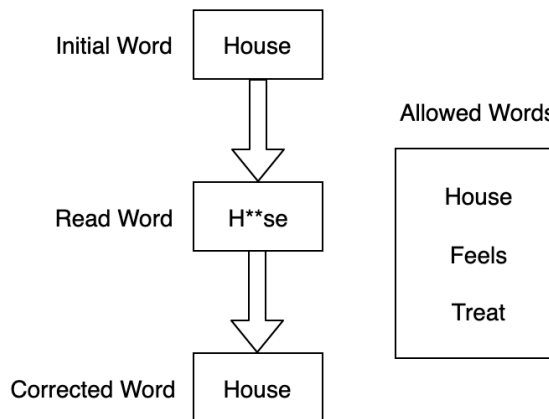 Initial Word
House
Allowed Words
Read Word
H**se
House
Feels
Treat
Corrected Word
House